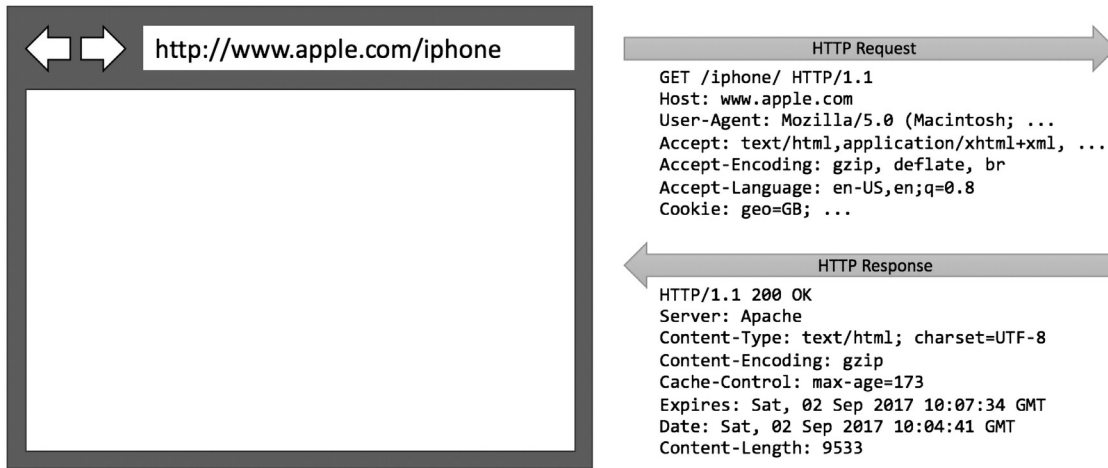 http://www.apple.com/iphone
HTTP Request
GET /iphone/ HTTP/1.1
Host: www.apple.com
User-Agent: Mozilla/5.0 (Macintosh; ...
Accept: text/html,application/xhtml+xml, ...
Accept-Encoding: gzip, deflate, br
Accept-Language: en-US,en;q=0.8
Cookie: geo=GB; ...
HTTP Response
HTTP/1.1 200 OK
Server: Apache
Content-Type: text/html; charset=UTF-8
Content-Encoding: gzip
Cache-Control: max-age=173
Expires: Sat, 02 Sep 2017 10:07:34 GMT
Date: Sat, 02 Sep 2017 10:04:41 GMT
Content-Length: 9533